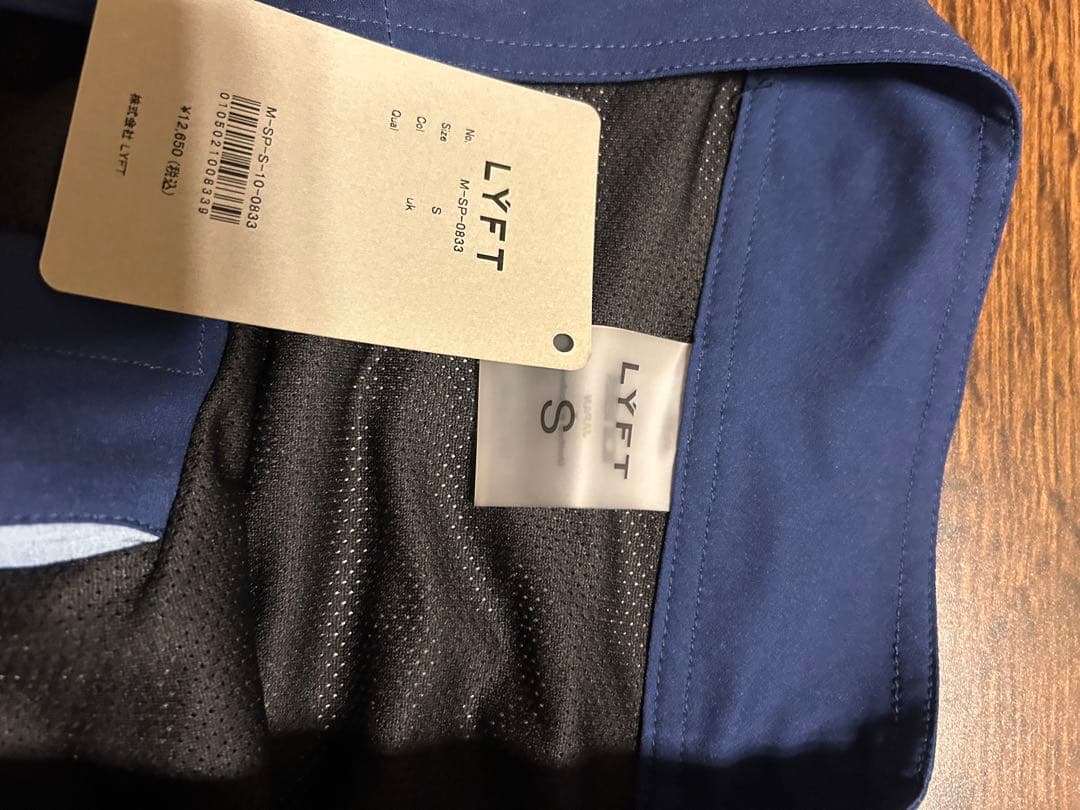 LYFT
No. M-SP-0833
Size S
Col uk
Qual
M-SP-S-10-0833
0105021008339
¥12,650 (税込)
株式会社 LYFT
LYFT
S